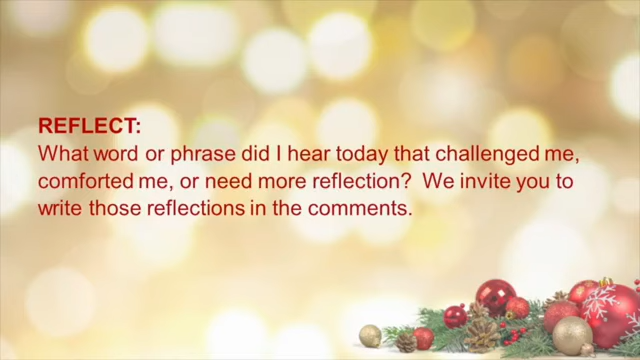 REFLECT:
What word or phrase did I hear today that challenged me,
comforted me, or need more reflection?  We invite you to
write those reflections in the comments.